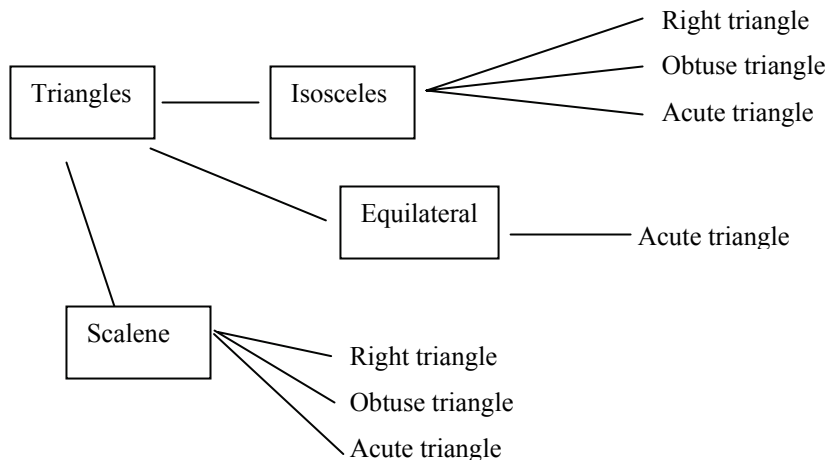 Right triangle
Triangles
Isosceles
Obtuse triangle
Acute triangle
Equilateral
Acute triangle
Scalene
Right triangle
Obtuse triangle
Acute triangle